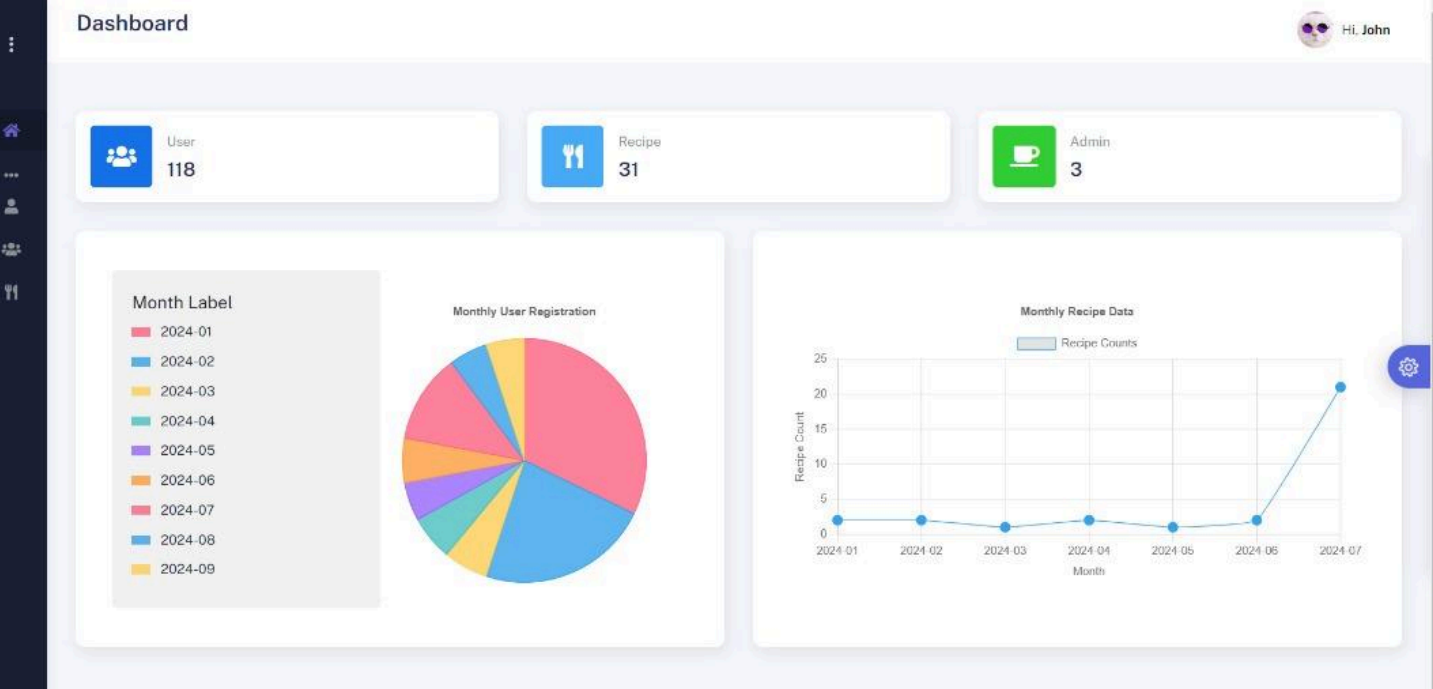 Dashboard
Hi, John
User
118
Recipe
31
Admin
3
Month Label
2024-01
2024-02
2024-03
2024-04
2024-05
2024-06
2024-07
2024-08
2024-09
Monthly User Registration
Monthly Recipe Data
Recipe Counts
25
20
15
10
5
0
Recipe Count
2024-01 2024-02 2024-03 2024-04 2024-05 2024-06 2024-07
Month